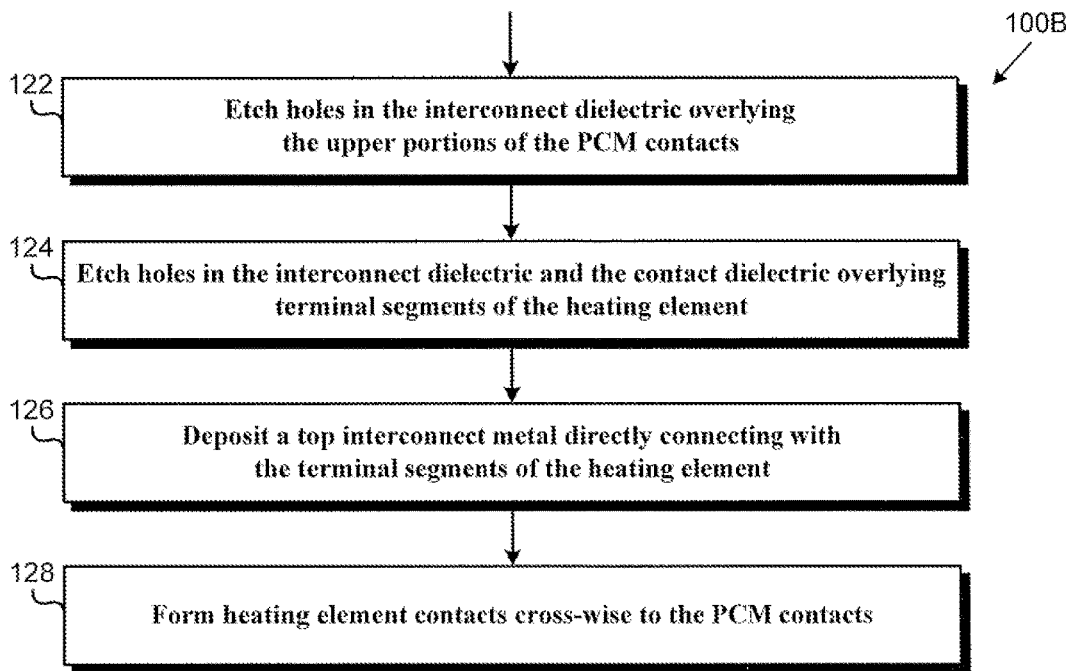 100B
122
Etch holes in the interconnect dielectric overlying
the upper portions of the PCM contacts
124
Etch holes in the interconnect dielectric and the contact dielectric overlying
terminal segments of the heating element
126
Deposit a top interconnect metal directly connecting with
the terminal segments of the heating element
128
Form heating element contacts cross-wise to the PCM contacts